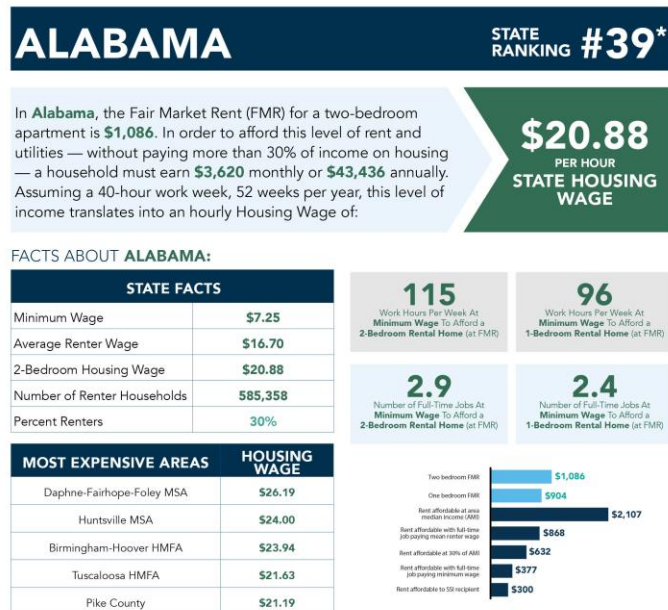 ALABAMA
STATE
RANKING #39*
In Alabama, the Fair Market Rent (FMR) for a two-bedroom
apartment is $1,086. In order to afford this level of rent and
utilities — without paying more than 30% of income on housing
— a household must earn $3,620 monthly or $43,436 annually.
Assuming a 40-hour work week, 52 weeks per year, this level of
income translates into an hourly Housing Wage of:
$20.88
PER HOUR
STATE HOUSING
WAGE
FACTS ABOUT ALABAMA:
STATE FACTS
Minimum Wage $7.25
Average Renter Wage $16.70
2-Bedroom Housing Wage $20.88
Number of Renter Households 585,358
Percent Renters 30%
MOST EXPENSIVE AREAS HOUSING WAGE
Daphne-Fairhope-Foley MSA $26.19
Huntsville MSA $24.00
Birmingham-Hoover HMFA $23.94
Tuscaloosa HMFA $21.63
Pike County $21.19
115
Work Hours Per Week At
Minimum Wage To Afford a
2-Bedroom Rental Home (at FMR)
96
Work Hours Per Week At
Minimum Wage To Afford a
1-Bedroom Rental Home (at FMR)
2.9
Number of Full-Time Jobs At
Minimum Wage To Afford a
2-Bedroom Rental Home (at FMR)
2.4
Number of Full-Time Jobs At
Minimum Wage To Afford a
1-Bedroom Rental Home (at FMR)
Two bedroom FMR $1,086
One bedroom FMR $904
Rent affordable at area
median income (AMI) $2,107
Rent affordable with full-time
job paying mean renter wage $868
Rent affordable at 30% of AMI $632
Rent affordable with full-time
job paying minimum wage $377
Rent affordable to SSI recipient $300